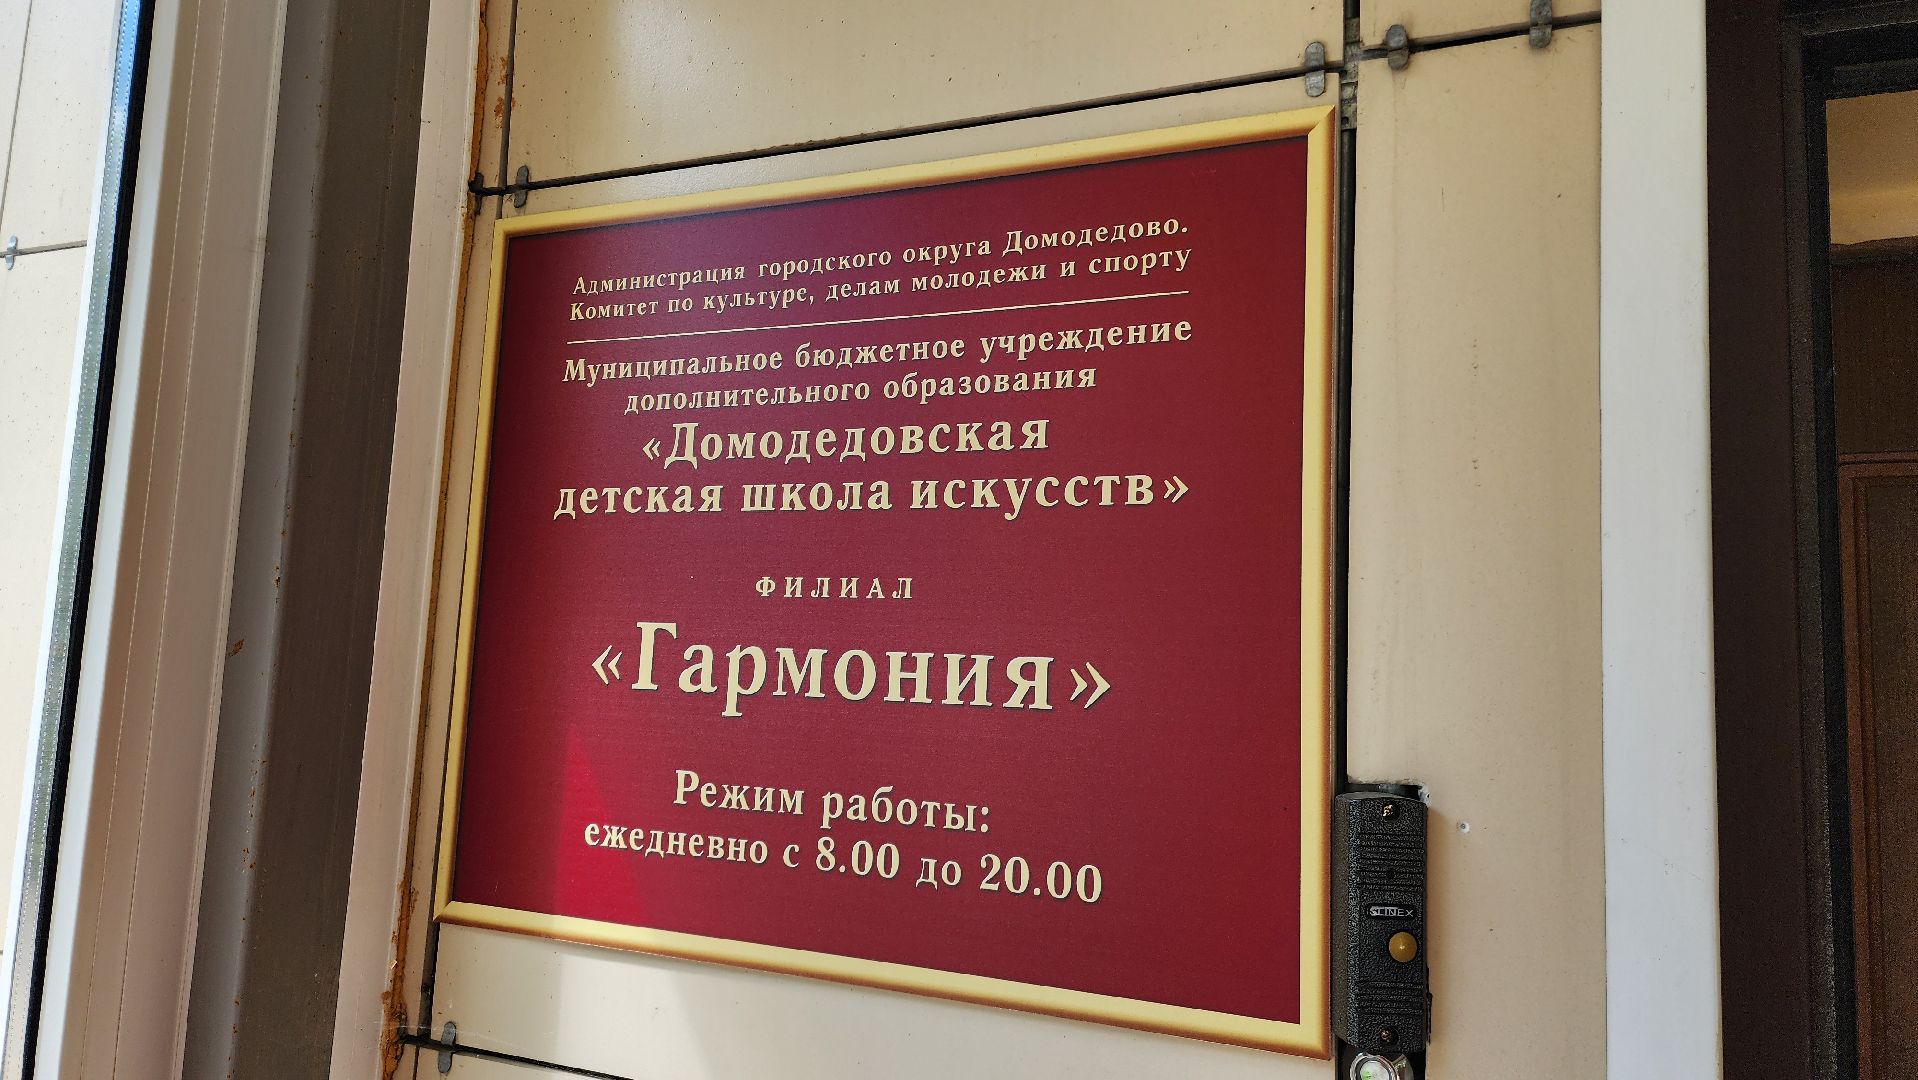 Администрация городского округа Домодедово.
Комитет по культуре, делам молодежи и спорту
Муниципальное бюджетное учреждение
дополнительного образования
«Домодедовская
детская школа искусств»
ФИЛИАЛ
«Гармония»
Режим работы:
ежедневно с 8.00 до 20.00
SLINEX